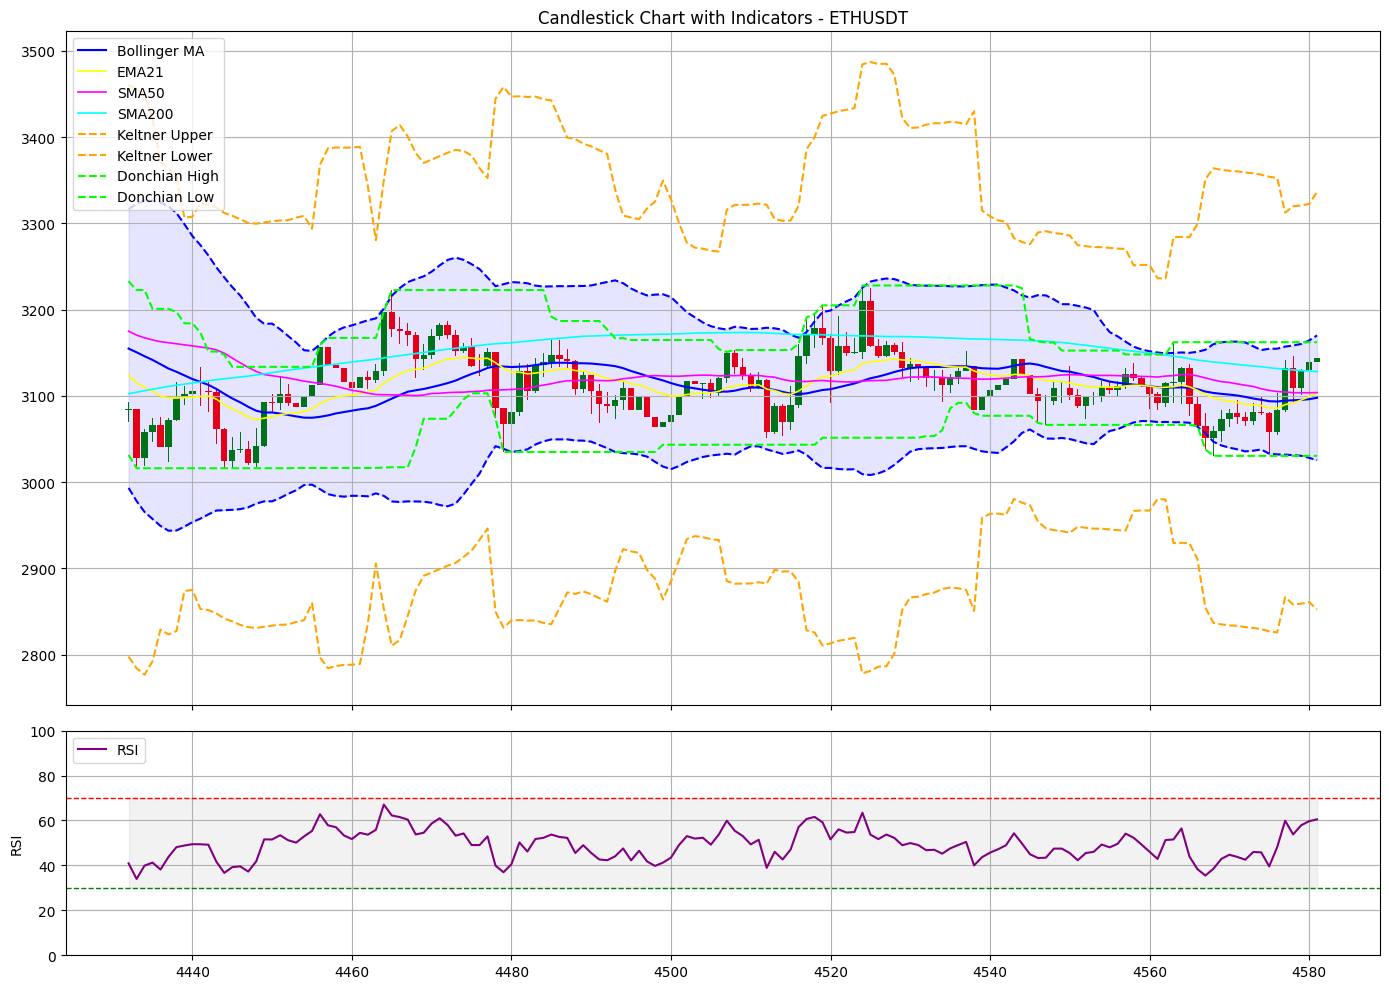 Candlestick Chart with Indicators - ETHUSDT
3500
3400
3300
3200
3100
3000
2900
2800
Bollinger MA
EMA21
SMA50
SMA200
Keltner Upper
Keltner Lower
Donchian High
Donchian Low
100
80
60
40
20
0
RSI
RSI
4440 4460 4480 4500 4520 4540 4560 4580